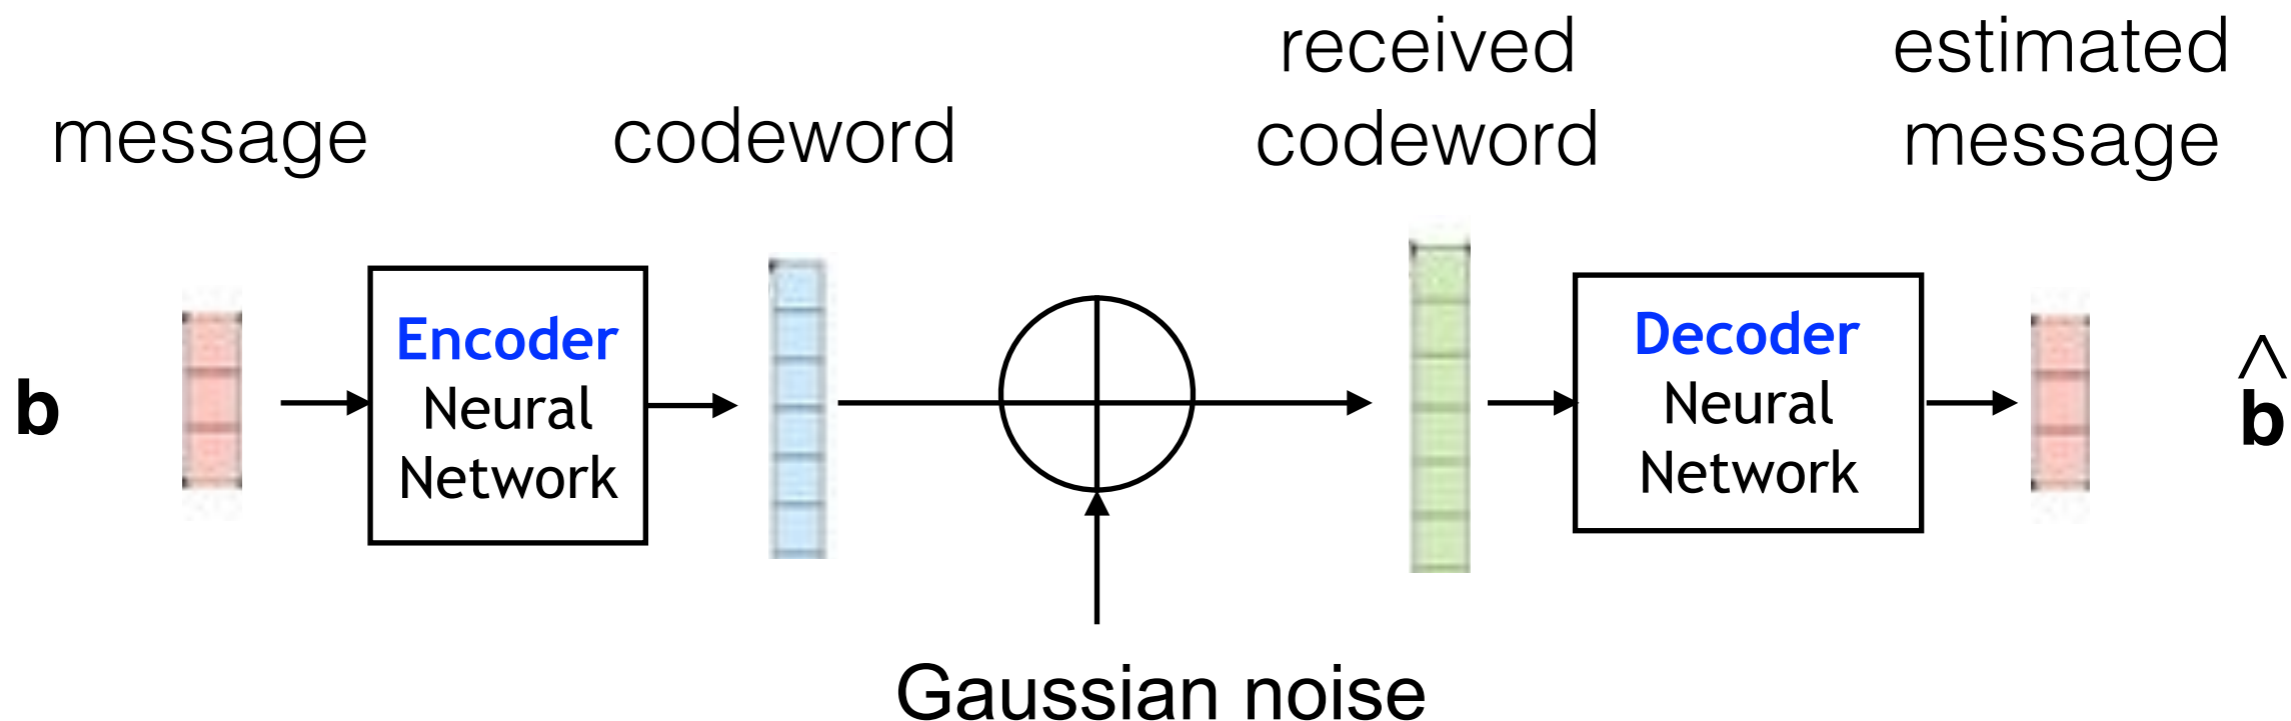 message
codeword
received
codeword
estimated
message
b
Encoder
Neural
Network
Decoder
Neural
Network
b̂
Gaussian noise